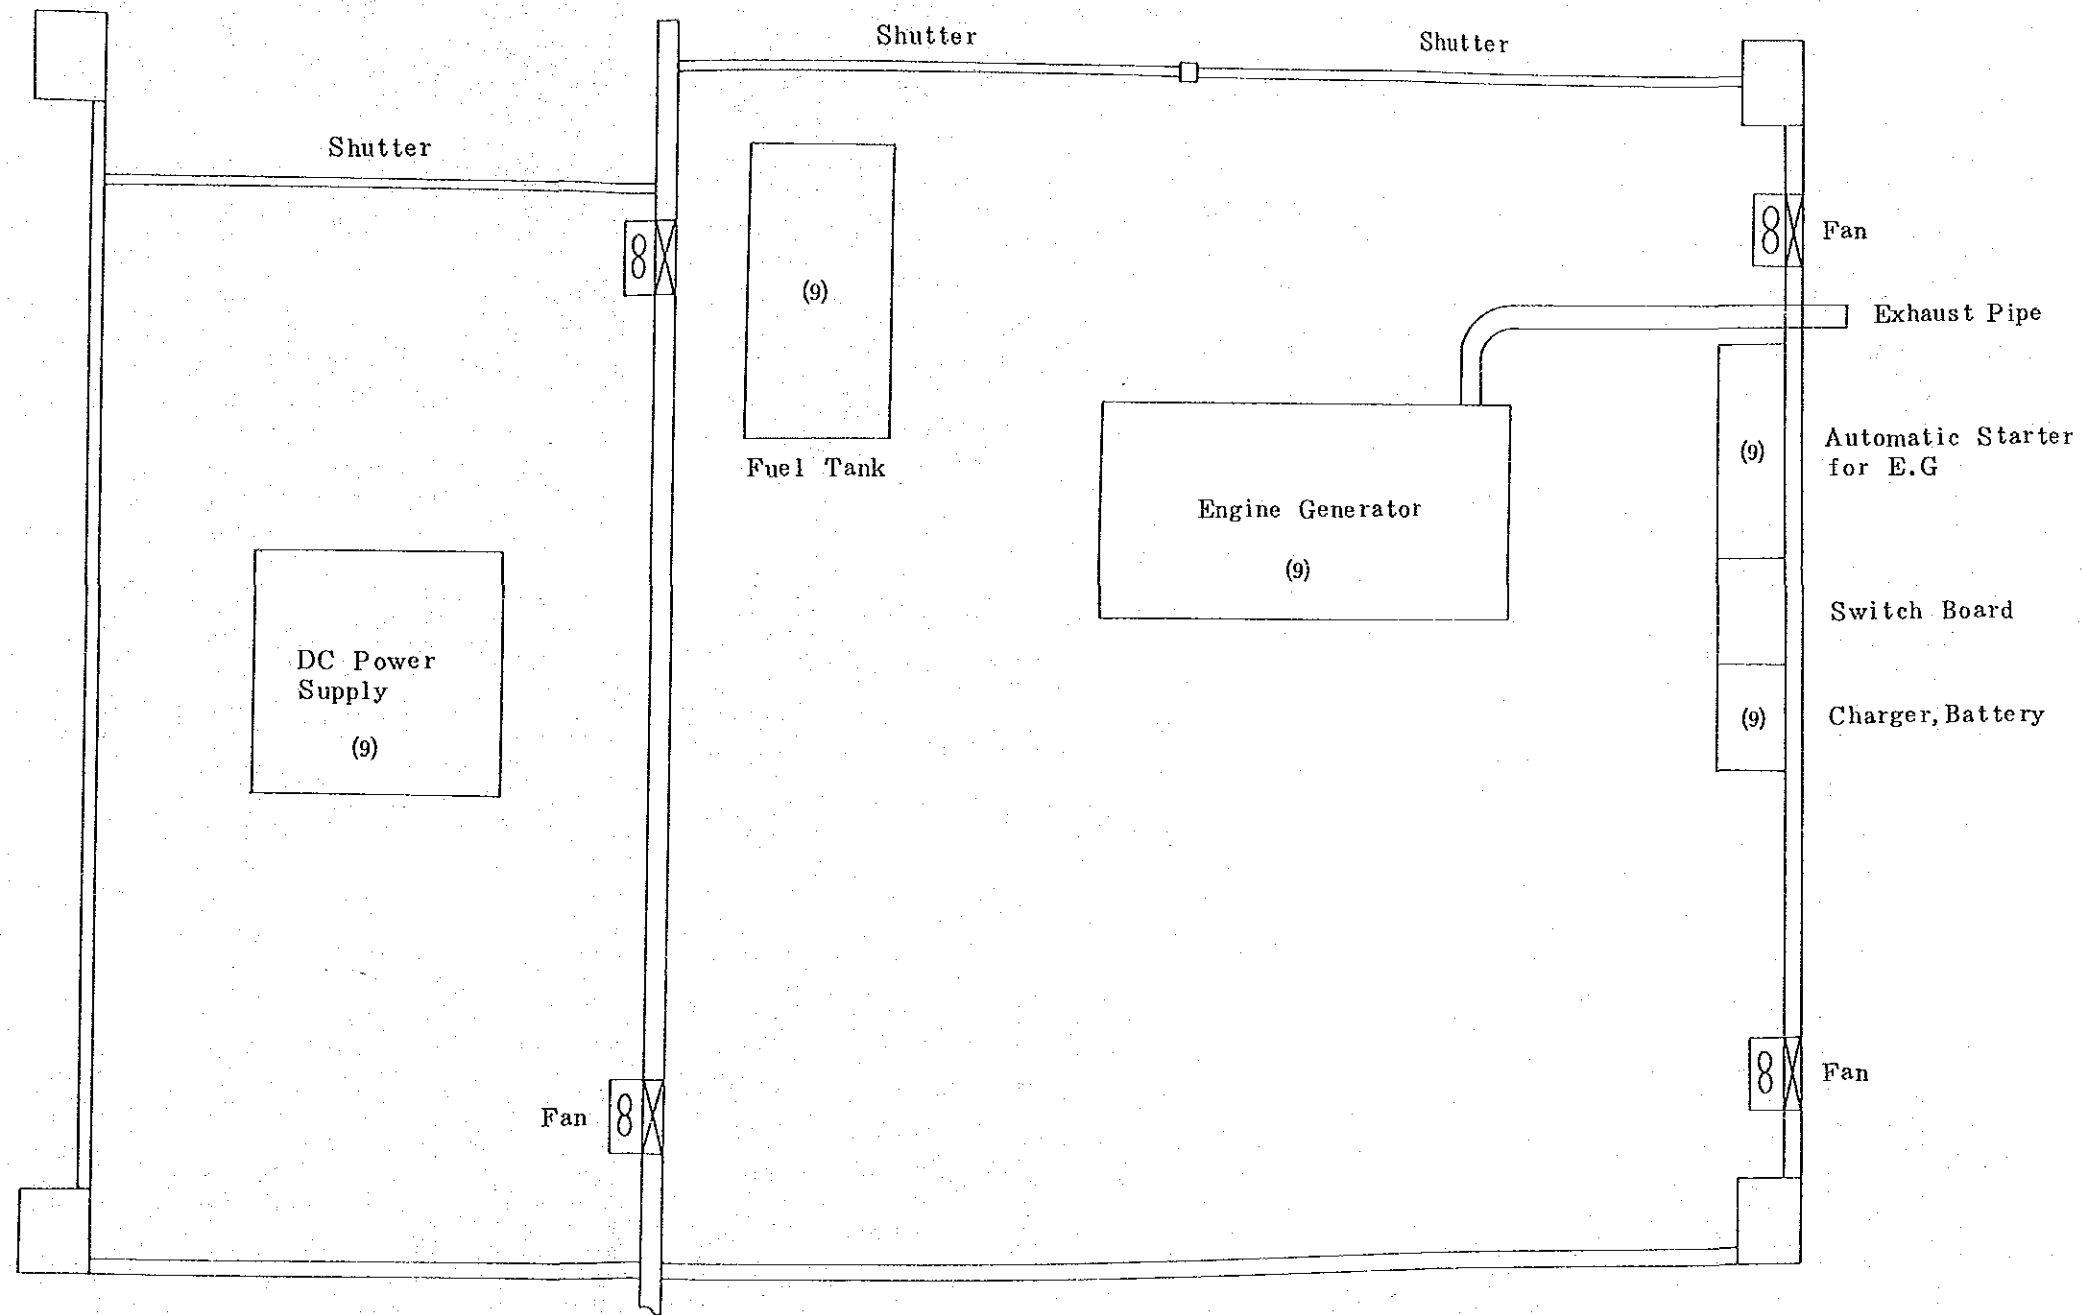 Shutter
Shutter
Shutter
Fan
(9)
Exhaust Pipe
Fuel Tank
Automatic Starter
for E.G
(9)
Engine Generator
(9)
Switch Board
DC Power
Supply
(9)
(9)
Charger, Battery
Fan
Fan